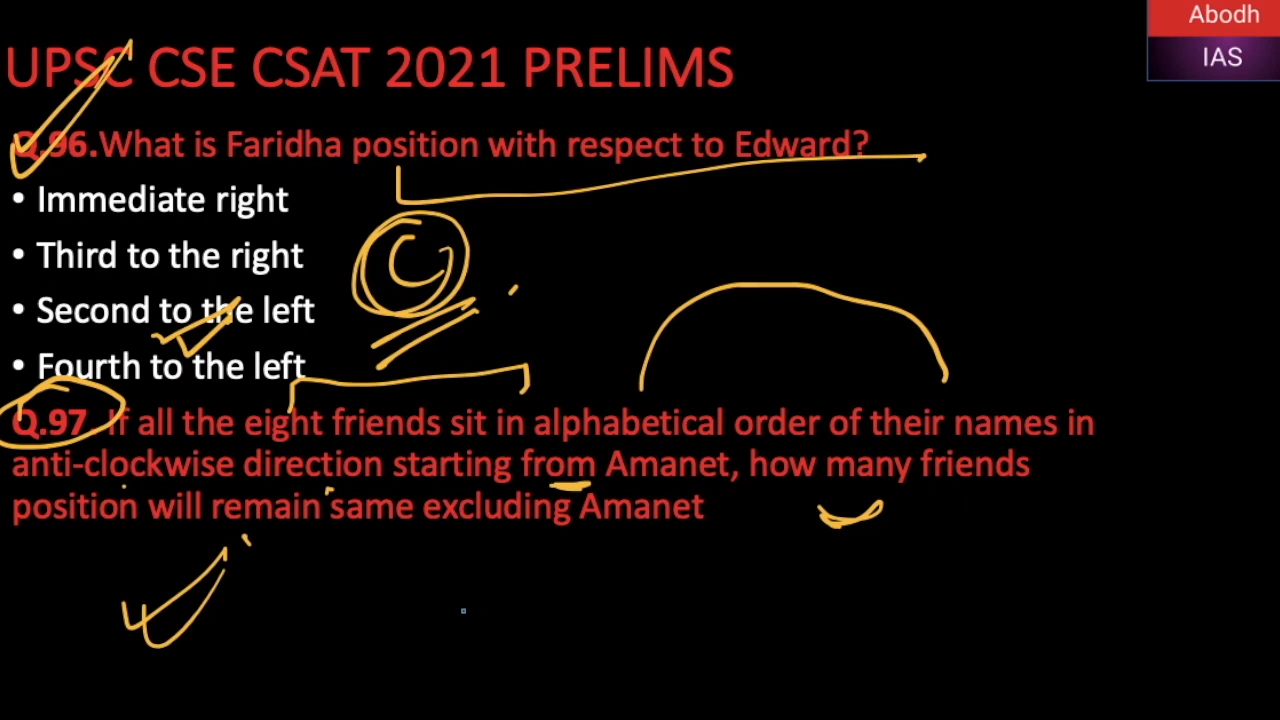 Abodh
IAS
UPSC CSE CSAT 2021 PRELIMS
Q.96.What is Faridha position with respect to Edward?
• Immediate right
• Third to the right
C
• Second to the left
• Fourth to the left
Q.97. If all the eight friends sit in alphabetical order of their names in
anti-clockwise direction starting from Amanet, how many friends
position will remain same excluding Amanet